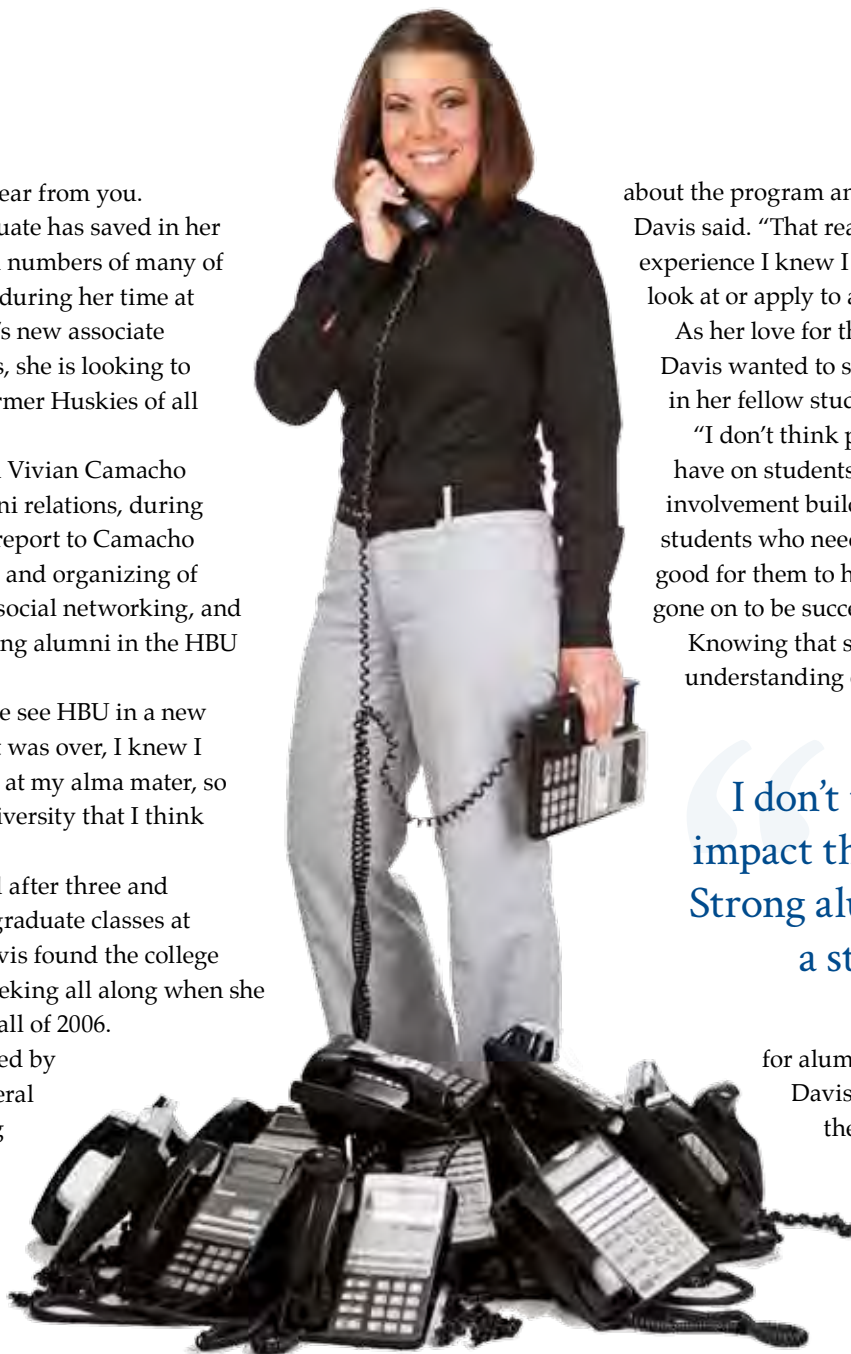 ear from you.
uate has saved in her
numbers of many of
during her time at
's new associate
s, she is looking to
rmer Huskies of all
Vivian Camacho
ni relations, during
report to Camacho
and organizing of
social networking, and
ng alumni in the HBU
e see HBU in a new
t was over, I knew I
at my alma mater, so
iversity that I think
l after three and
graduate classes at
vis found the college
eking all along when she
all of 2006.
ed by
eral
g
about the program an
Davis said. “That rea
experience I knew I
look at or apply to a
As her love for th
Davis wanted to s
in her fellow stud
“I don’t think p
have on students
involvement build
students who need
good for them to h
gone on to be succe
Knowing that s
understanding
“
I don’t t
impact th
Strong alu
a st
for alum
Davis
the